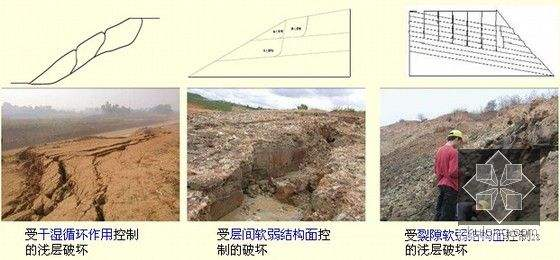 受干湿循环作用控制
的浅层破坏
受层间软弱结构面控
制的破坏
受裂隙软弱结构面控制
的浅层破坏